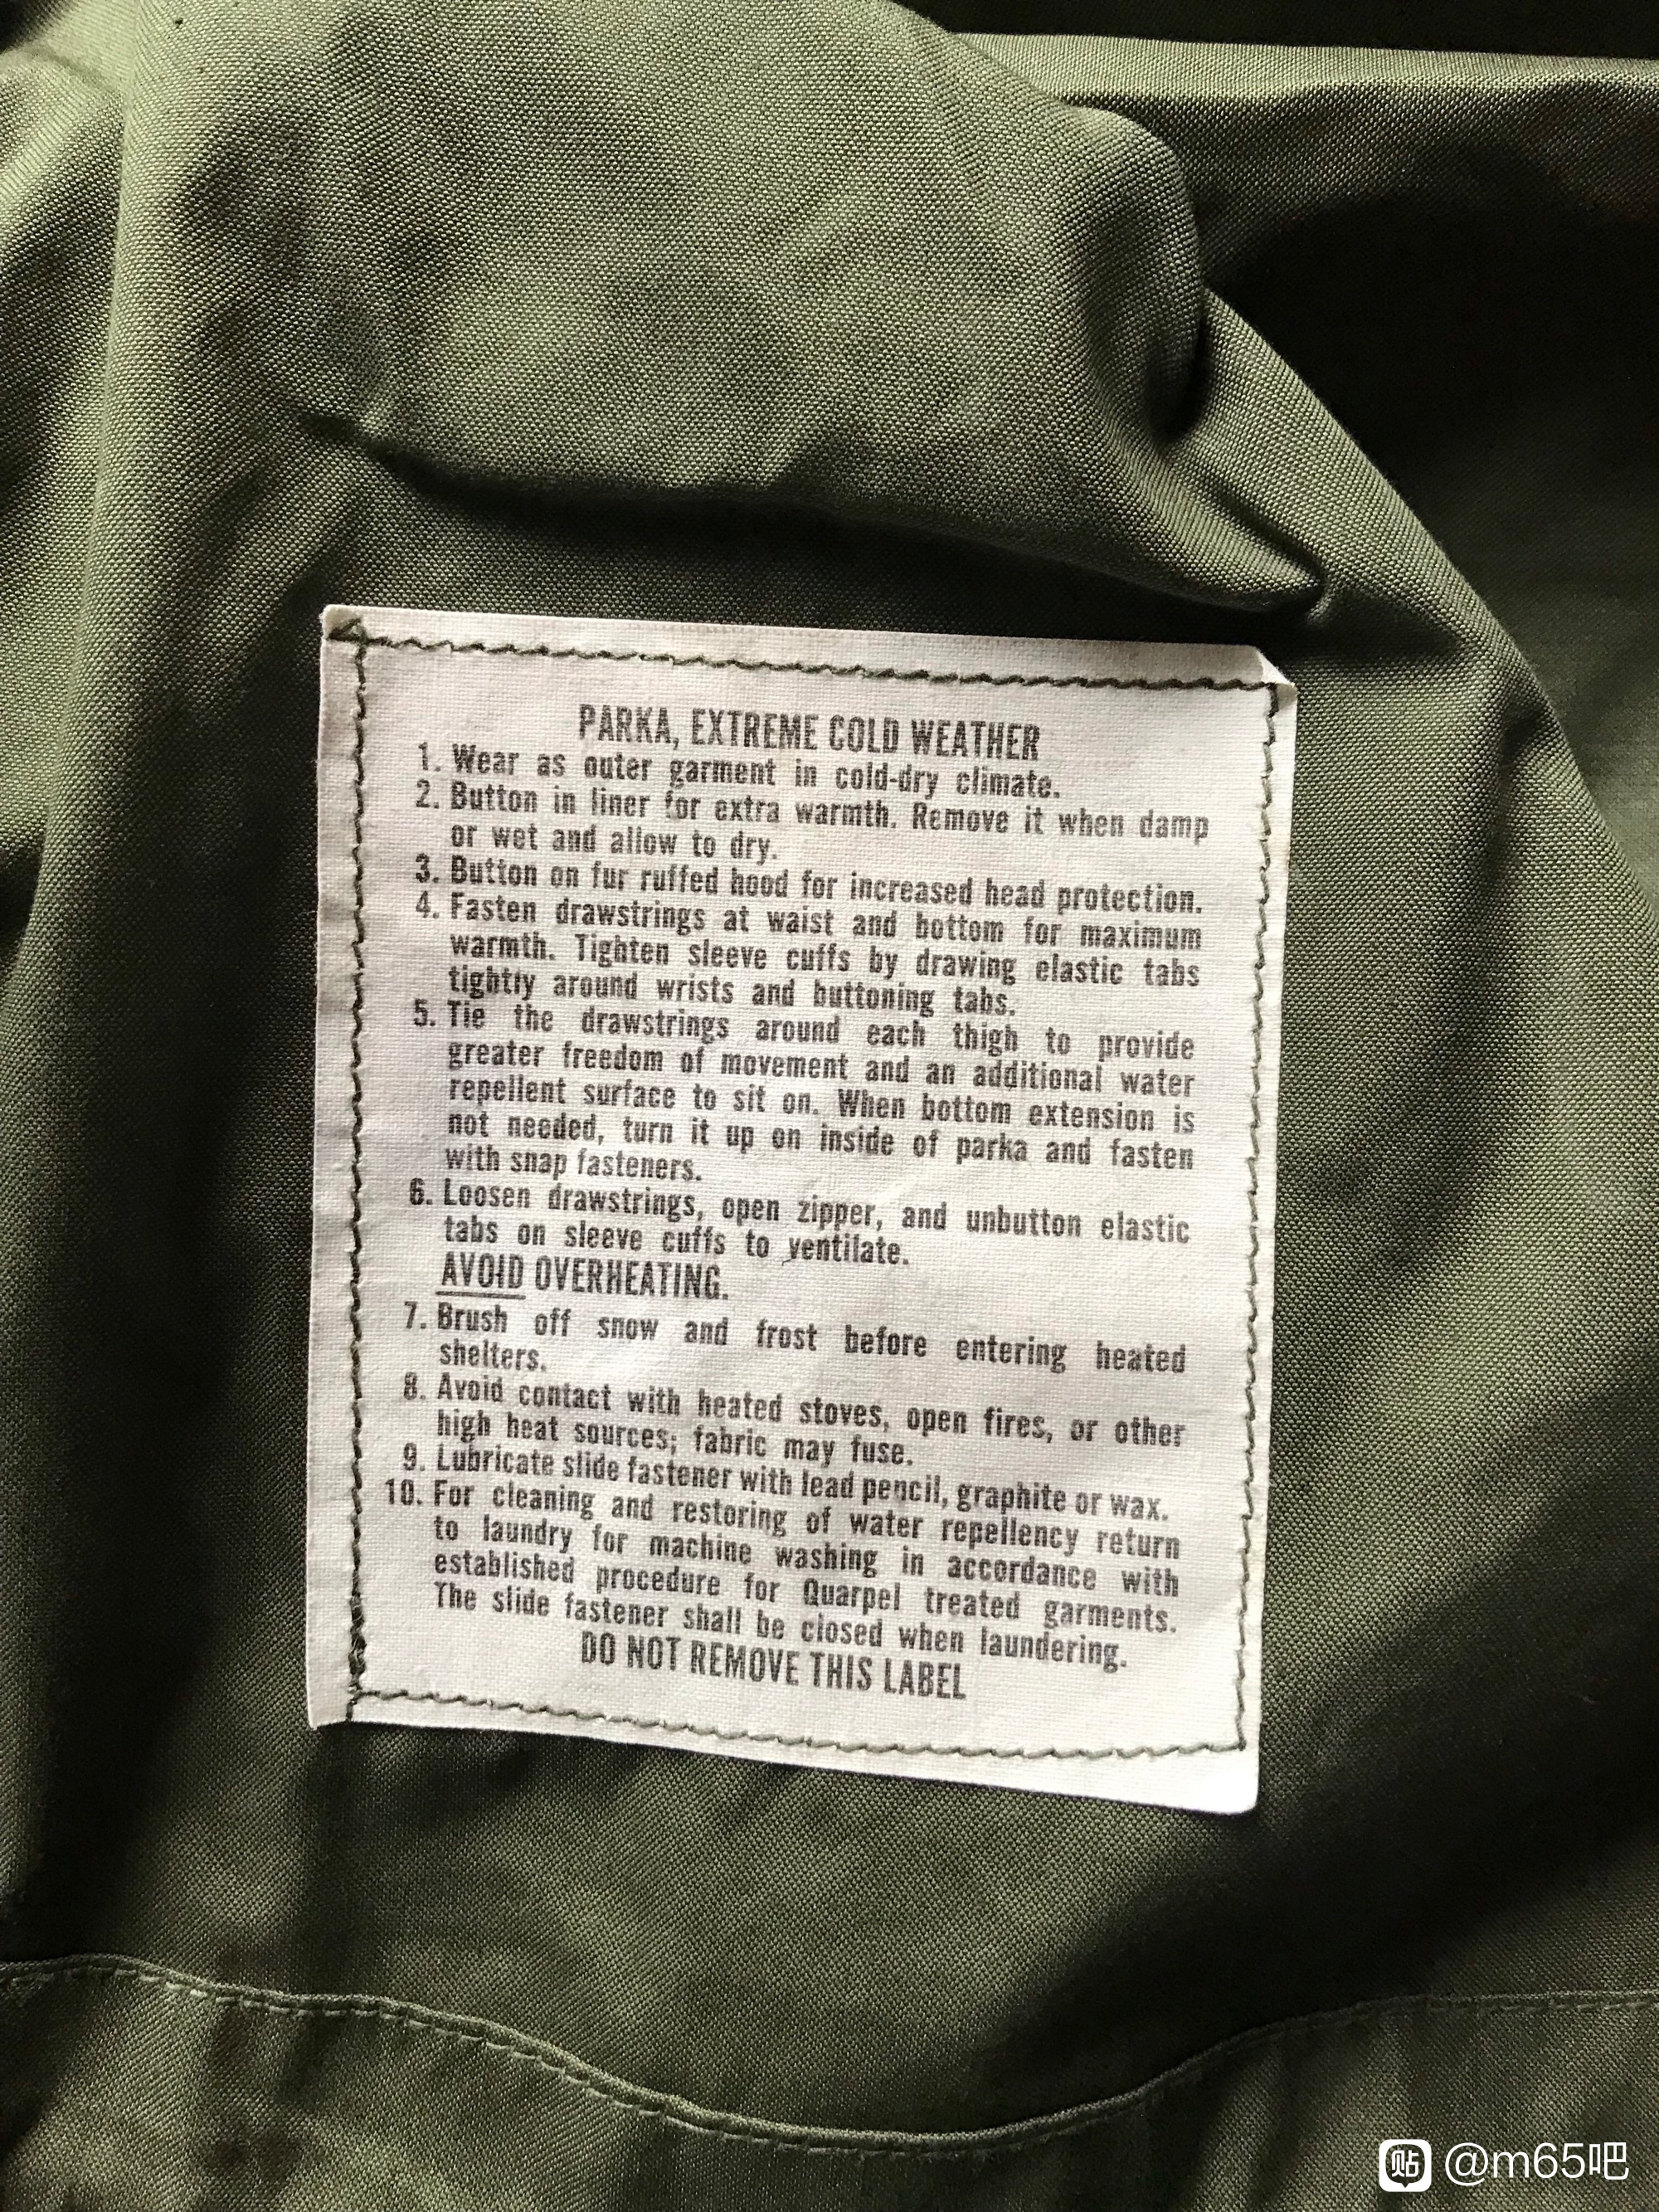 PARKA, EXTREME COLD WEATHER
1. Wear as outer garment in cold-dry climate.
2. Button in liner for extra warmth. Remove it when damp
or wet and allow to dry.
3. Button on fur ruffed hood for increased head protection.
4. Fasten drawstrings at waist and bottom for maximum
warmth. Tighten sleeve cuffs by drawing elastic tabs
tightly around wrists and buttoning tabs.
5. Tie the drawstrings around each thigh to provide
greater freedom of movement and an additional water
repellent surface to sit on. When bottom extension is
not needed, turn it up on inside of parka and fasten
with snap fasteners.
6. Loosen drawstrings, open zipper, and unbutton elastic
tabs on sleeve cuffs to ventilate.
AVOID OVERHEATING.
7. Brush off snow and frost before entering heated
shelters.
8. Avoid contact with heated stoves, open fires, or other
high heat sources; fabric may fuse.
9. Lubricate slide fastener with lead pencil, graphite or wax.
10. For cleaning and restoring of water repellency return
to laundry for machine washing in accordance with
established procedure for Quarpel treated garments.
The slide fastener shall be closed when laundering.
DO NOT REMOVE THIS LABEL
贴 @m65吧